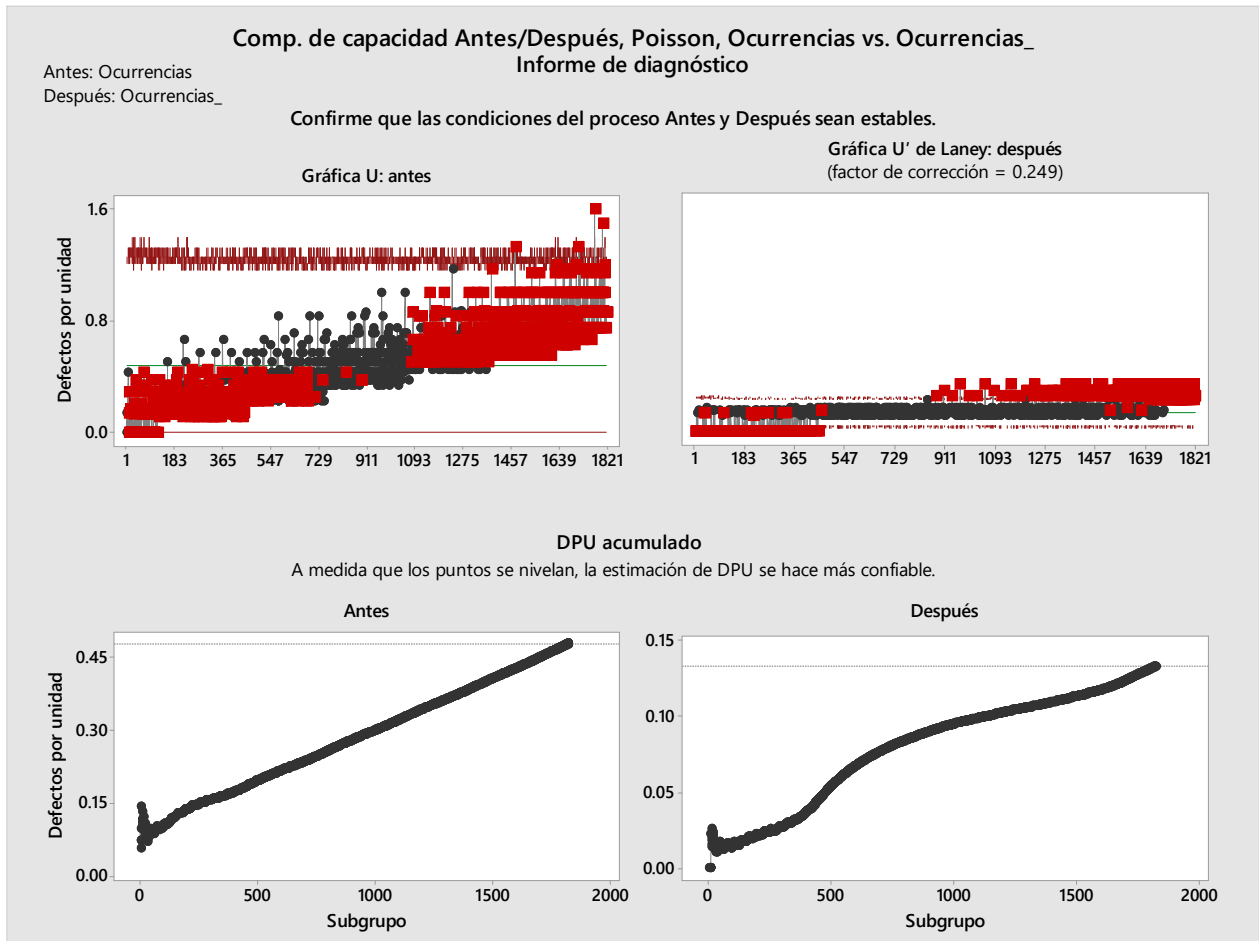 Comp. de capacidad Antes/Después, Poisson, Ocurrencias vs. Ocurrencias_
Informe de diagnóstico
Antes: Ocurrencias
Después: Ocurrencias_
Confirme que las condiciones del proceso Antes y Después sean estables.
Gráfica U: antes
Gráfica U' de Laney: después
(factor de corrección = 0.249)
Defectos por unidad
1.6
0.8
0.0
1 183 365 547 729 911 1093 1275 1457 1639 1821
1 183 365 547 729 911 1093 1275 1457 1639 1821
DPU acumulado
A medida que los puntos se nivelan, la estimación de DPU se hace más confiable.
Antes
Defectos por unidad
0.45
0.30
0.15
0.00
0 500 1000 1500 2000
Subgrupo
Después
0.15
0.10
0.05
0.00
0 500 1000 1500 2000
Subgrupo